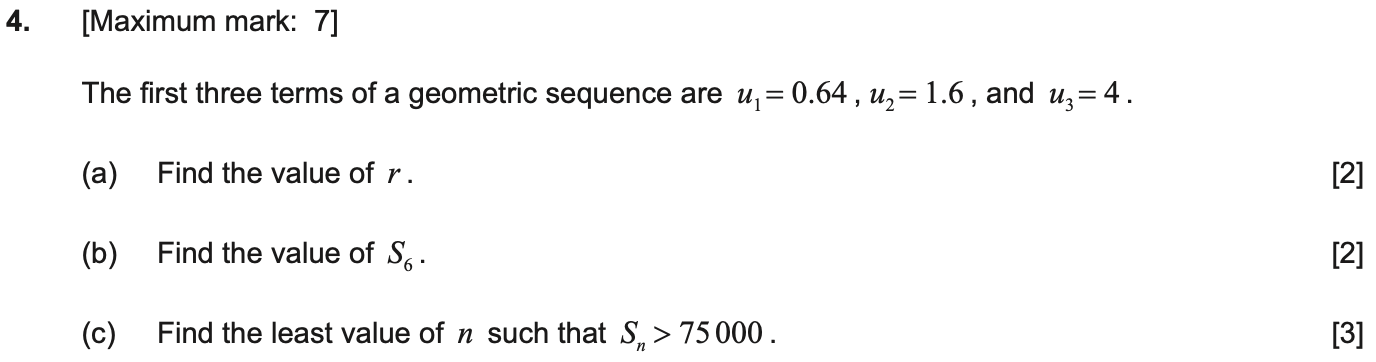 4. [Maximum mark: 7]
The first three terms of a geometric sequence are u₁ = 0.64 , u₂ = 1.6 , and u₃ = 4 .
(a) Find the value of r . [2]
(b) Find the value of S₆ . [2]
(c) Find the least value of n such that Sₙ > 75 000 . [3]